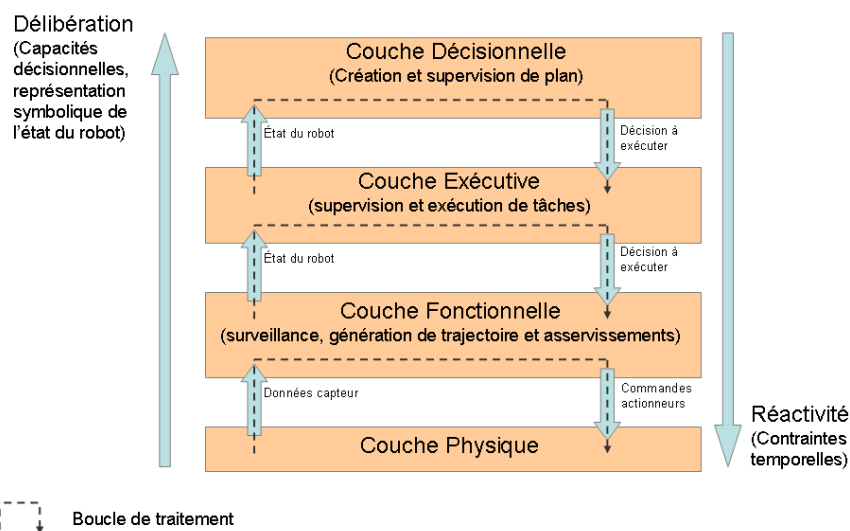 Délibération
(Capacités
décisionnelles,
représentation
symbolique de
l'état du robot)
Couche Décisionnelle
(Création et supervision de plan)
État du robot
Décision à
exécuter
Couche Exécutive
(supervision et exécution de tâches)
État du robot
Décision à
exécuter
Couche Fonctionnelle
(surveillance, génération de trajectoire et asservissements)
Données capteur
Commandes
actionneurs
Couche Physique
Réactivité
(Contraintes
temporelles)
Boucle de traitement